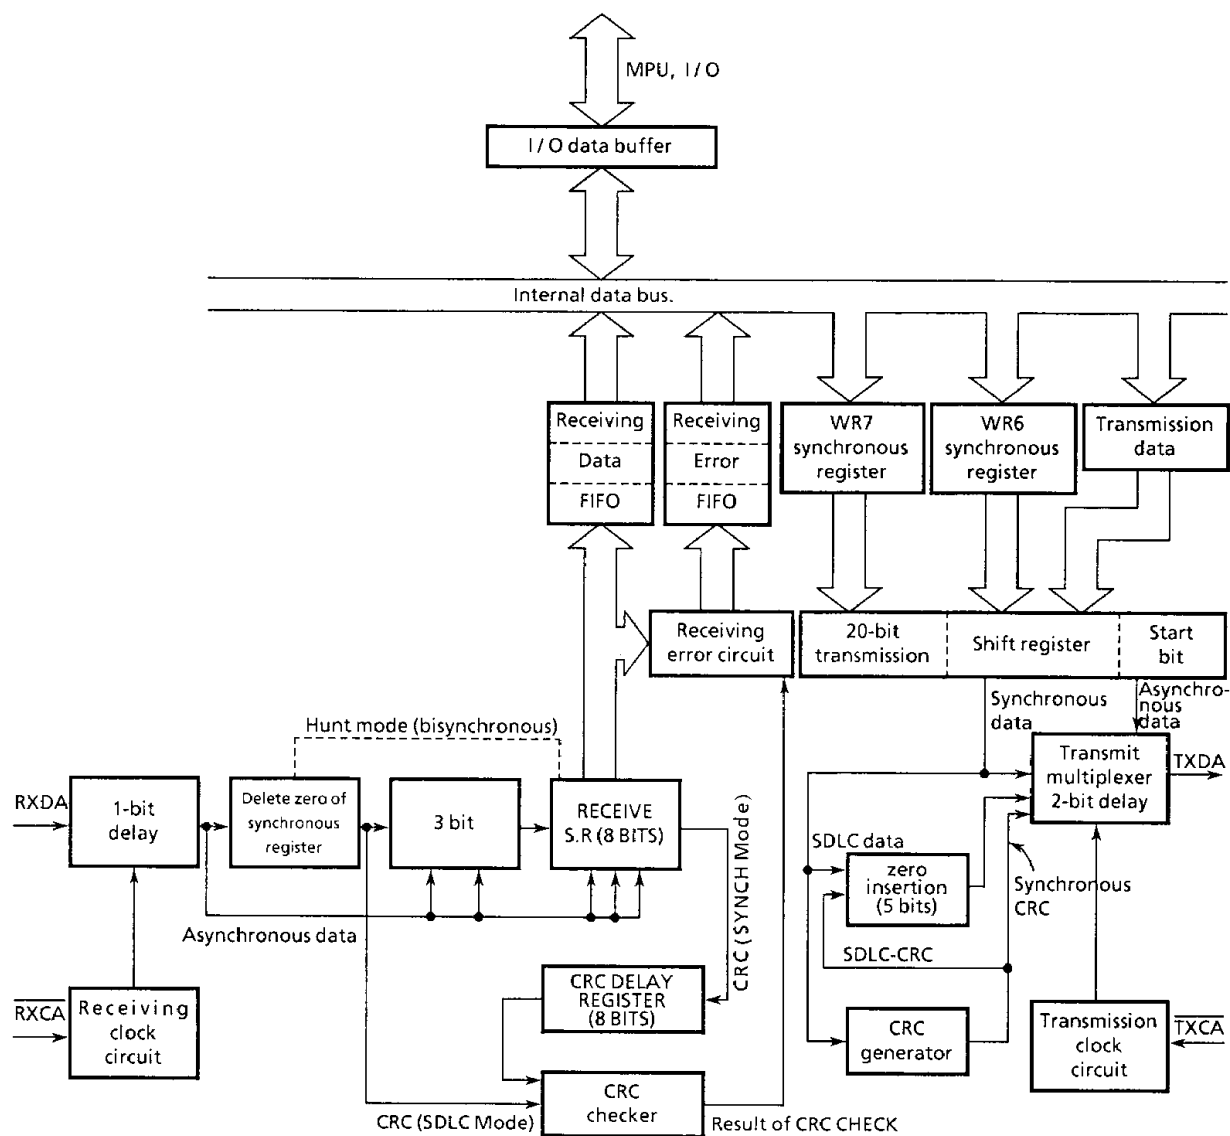 MPU, I/O
I/O data buffer
Internal data bus.
Receiving
Data
FIFO
Receiving
Error
FIFO
WR7
synchronous
register
WR6
synchronous
register
Transmission
data
Receiving
error circuit
20-bit
transmission
Shift register
Start
bit
Synchronous
data
Asynchro-
nous
data
Hunt mode (bisynchronous)
RXDA
1-bit
delay
Delete zero of
synchronous
register
3 bit
RECEIVE
S.R (8 BITS)
CRC (SYNCH Mode)
Transmit
multiplexer
2-bit delay
TXDA
SDLC data
zero
insertion
(5 bits)
Synchronous
CRC
Asynchronous data
SDLC-CRC
RXCA
Receiving
clock
circuit
CRC DELAY
REGISTER
(8 BITS)
CRC
generator
Transmission
clock
circuit
TXCA
CRC
checker
CRC (SDLC Mode)
Result of CRC CHECK